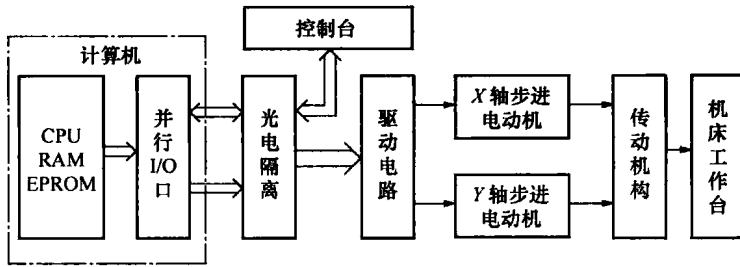 控制台
计算机
CPU
RAM
EPROM
并行
I/O
口
光电隔离
驱动电路
X 轴步进
电动机
Y 轴步进
电动机
传动机构
机床工作台